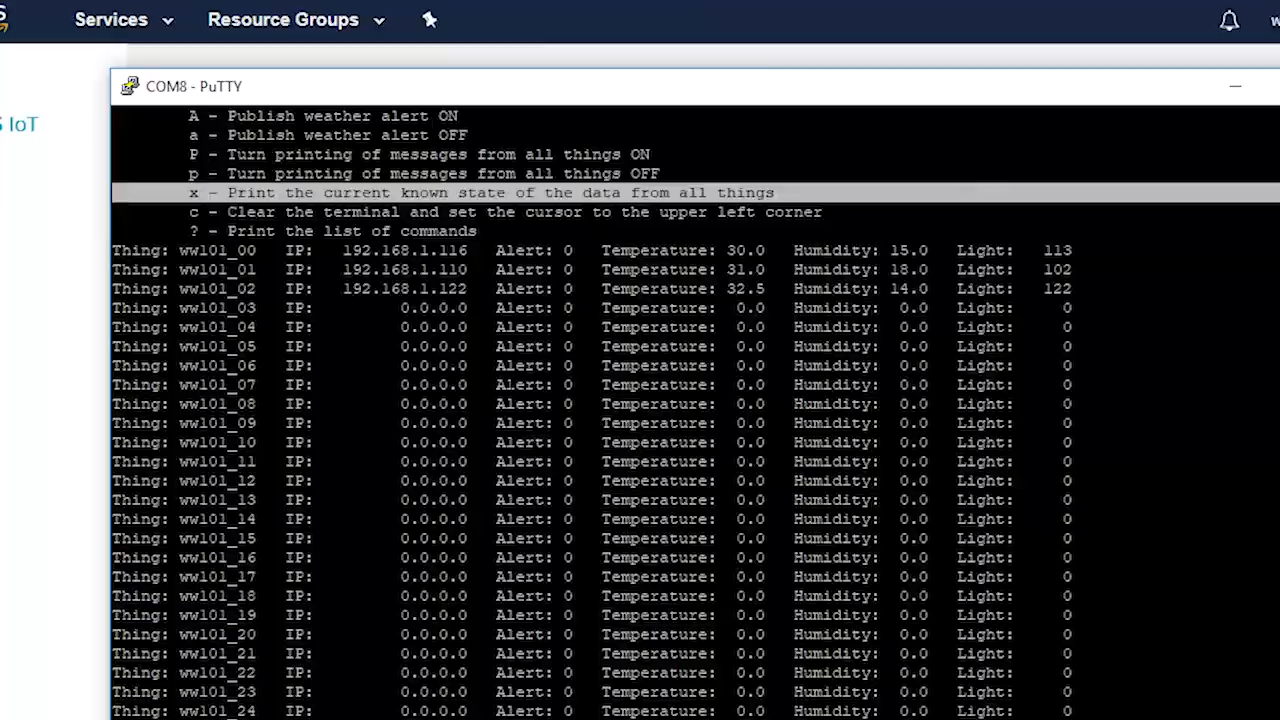 S Services Resource Groups w
COM8 - PuTTY
S IoT
A - Publish weather alert ON
a - Publish weather alert OFF
P - Turn printing of messages from all things ON
p - Turn printing of messages from all things OFF
x - Print the current known state of the data from all things
c - Clear the terminal and set the cursor to the upper left corner
? - Print the list of commands
Thing: ww101_00 IP: 192.168.1.116 Alert: 0 Temperature: 30.0 Humidity: 15.0 Light: 113
Thing: ww101_01 IP: 192.168.1.110 Alert: 0 Temperature: 31.0 Humidity: 18.0 Light: 102
Thing: ww101_02 IP: 192.168.1.122 Alert: 0 Temperature: 32.5 Humidity: 14.0 Light: 122
Thing: ww101_03 IP: 0.0.0.0 Alert: 0 Temperature: 0.0 Humidity: 0.0 Light: 0
Thing: ww101_04 IP: 0.0.0.0 Alert: 0 Temperature: 0.0 Humidity: 0.0 Light: 0
Thing: ww101_05 IP: 0.0.0.0 Alert: 0 Temperature: 0.0 Humidity: 0.0 Light: 0
Thing: ww101_06 IP: 0.0.0.0 Alert: 0 Temperature: 0.0 Humidity: 0.0 Light: 0
Thing: ww101_07 IP: 0.0.0.0 Alert: 0 Temperature: 0.0 Humidity: 0.0 Light: 0
Thing: ww101_08 IP: 0.0.0.0 Alert: 0 Temperature: 0.0 Humidity: 0.0 Light: 0
Thing: ww101_09 IP: 0.0.0.0 Alert: 0 Temperature: 0.0 Humidity: 0.0 Light: 0
Thing: ww101_10 IP: 0.0.0.0 Alert: 0 Temperature: 0.0 Humidity: 0.0 Light: 0
Thing: ww101_11 IP: 0.0.0.0 Alert: 0 Temperature: 0.0 Humidity: 0.0 Light: 0
Thing: ww101_12 IP: 0.0.0.0 Alert: 0 Temperature: 0.0 Humidity: 0.0 Light: 0
Thing: ww101_13 IP: 0.0.0.0 Alert: 0 Temperature: 0.0 Humidity: 0.0 Light: 0
Thing: ww101_14 IP: 0.0.0.0 Alert: 0 Temperature: 0.0 Humidity: 0.0 Light: 0
Thing: ww101_15 IP: 0.0.0.0 Alert: 0 Temperature: 0.0 Humidity: 0.0 Light: 0
Thing: ww101_16 IP: 0.0.0.0 Alert: 0 Temperature: 0.0 Humidity: 0.0 Light: 0
Thing: ww101_17 IP: 0.0.0.0 Alert: 0 Temperature: 0.0 Humidity: 0.0 Light: 0
Thing: ww101_18 IP: 0.0.0.0 Alert: 0 Temperature: 0.0 Humidity: 0.0 Light: 0
Thing: ww101_19 IP: 0.0.0.0 Alert: 0 Temperature: 0.0 Humidity: 0.0 Light: 0
Thing: ww101_20 IP: 0.0.0.0 Alert: 0 Temperature: 0.0 Humidity: 0.0 Light: 0
Thing: ww101_21 IP: 0.0.0.0 Alert: 0 Temperature: 0.0 Humidity: 0.0 Light: 0
Thing: ww101_22 IP: 0.0.0.0 Alert: 0 Temperature: 0.0 Humidity: 0.0 Light: 0
Thing: ww101_23 IP: 0.0.0.0 Alert: 0 Temperature: 0.0 Humidity: 0.0 Light: 0
Thing: ww101_24 IP: 0.0.0.0 Alert: 0 Temperature: 0.0 Humidity: 0.0 Light: 0